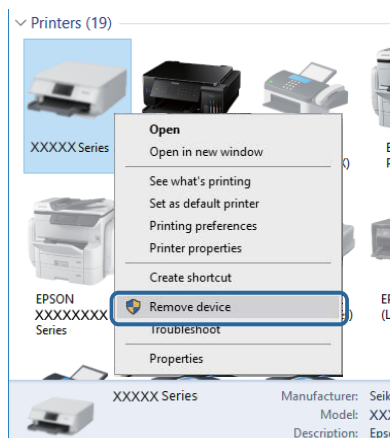 Printers (19)
XXXXX Series
Open
Open in new window
See what's printing
Set as default printer
Printing preferences
Printer properties
Create shortcut
Remove device
Troubleshoot
Properties
EPSON
XXXXXXXX
Series
XXXXX Series
Manufacturer:
Model:
Description: